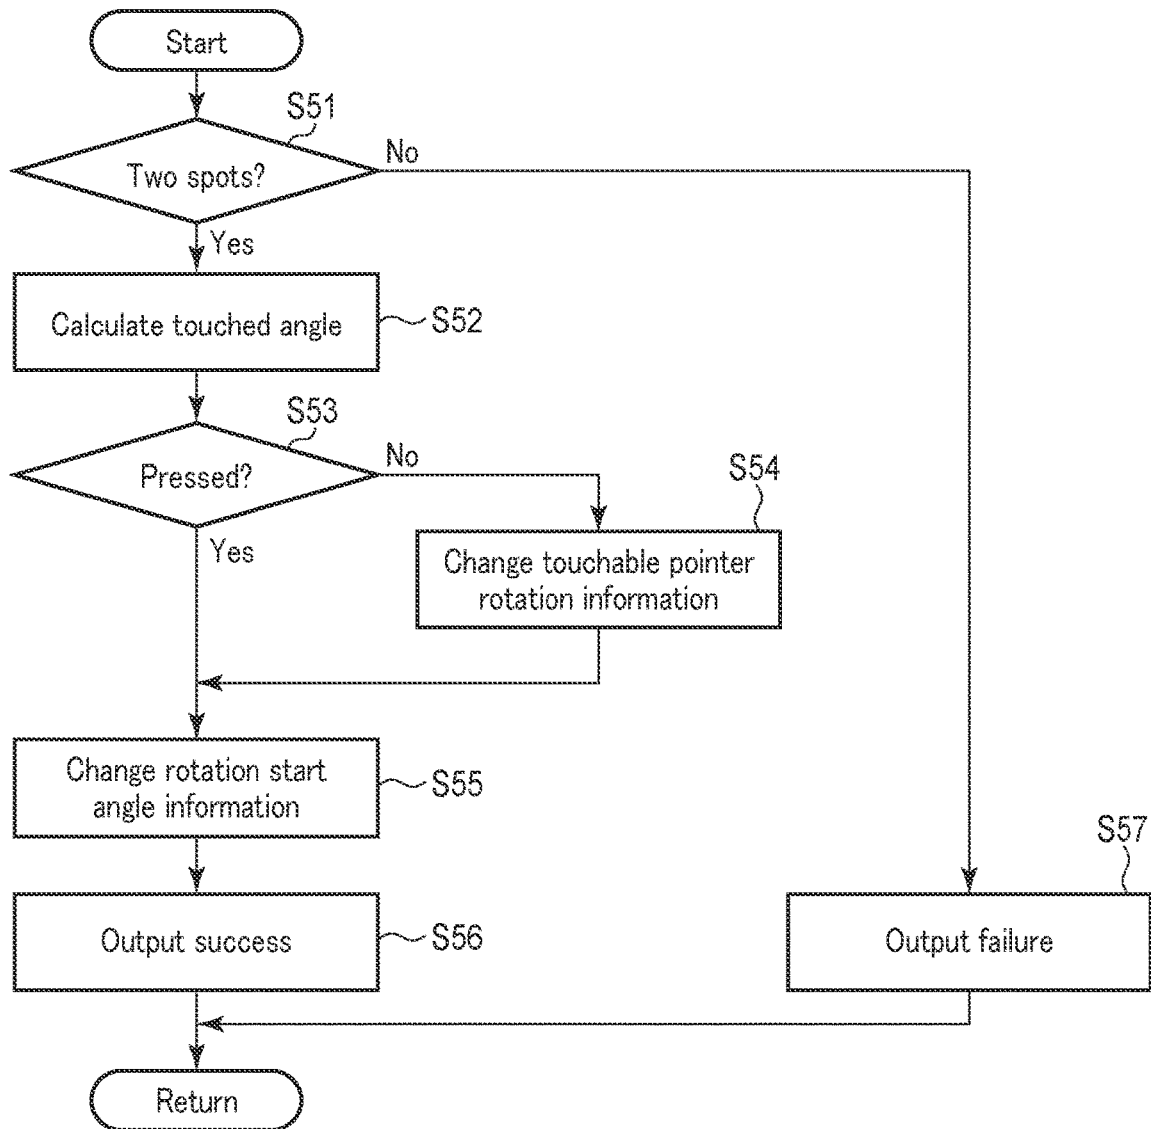 Start
S51
Two spots?
No
Yes
Calculate touched angle
S52
S53
Pressed?
No
Yes
S54
Change touchable pointer
rotation information
Change rotation start
angle information
S55
S57
Output success
S56
Output failure
Return